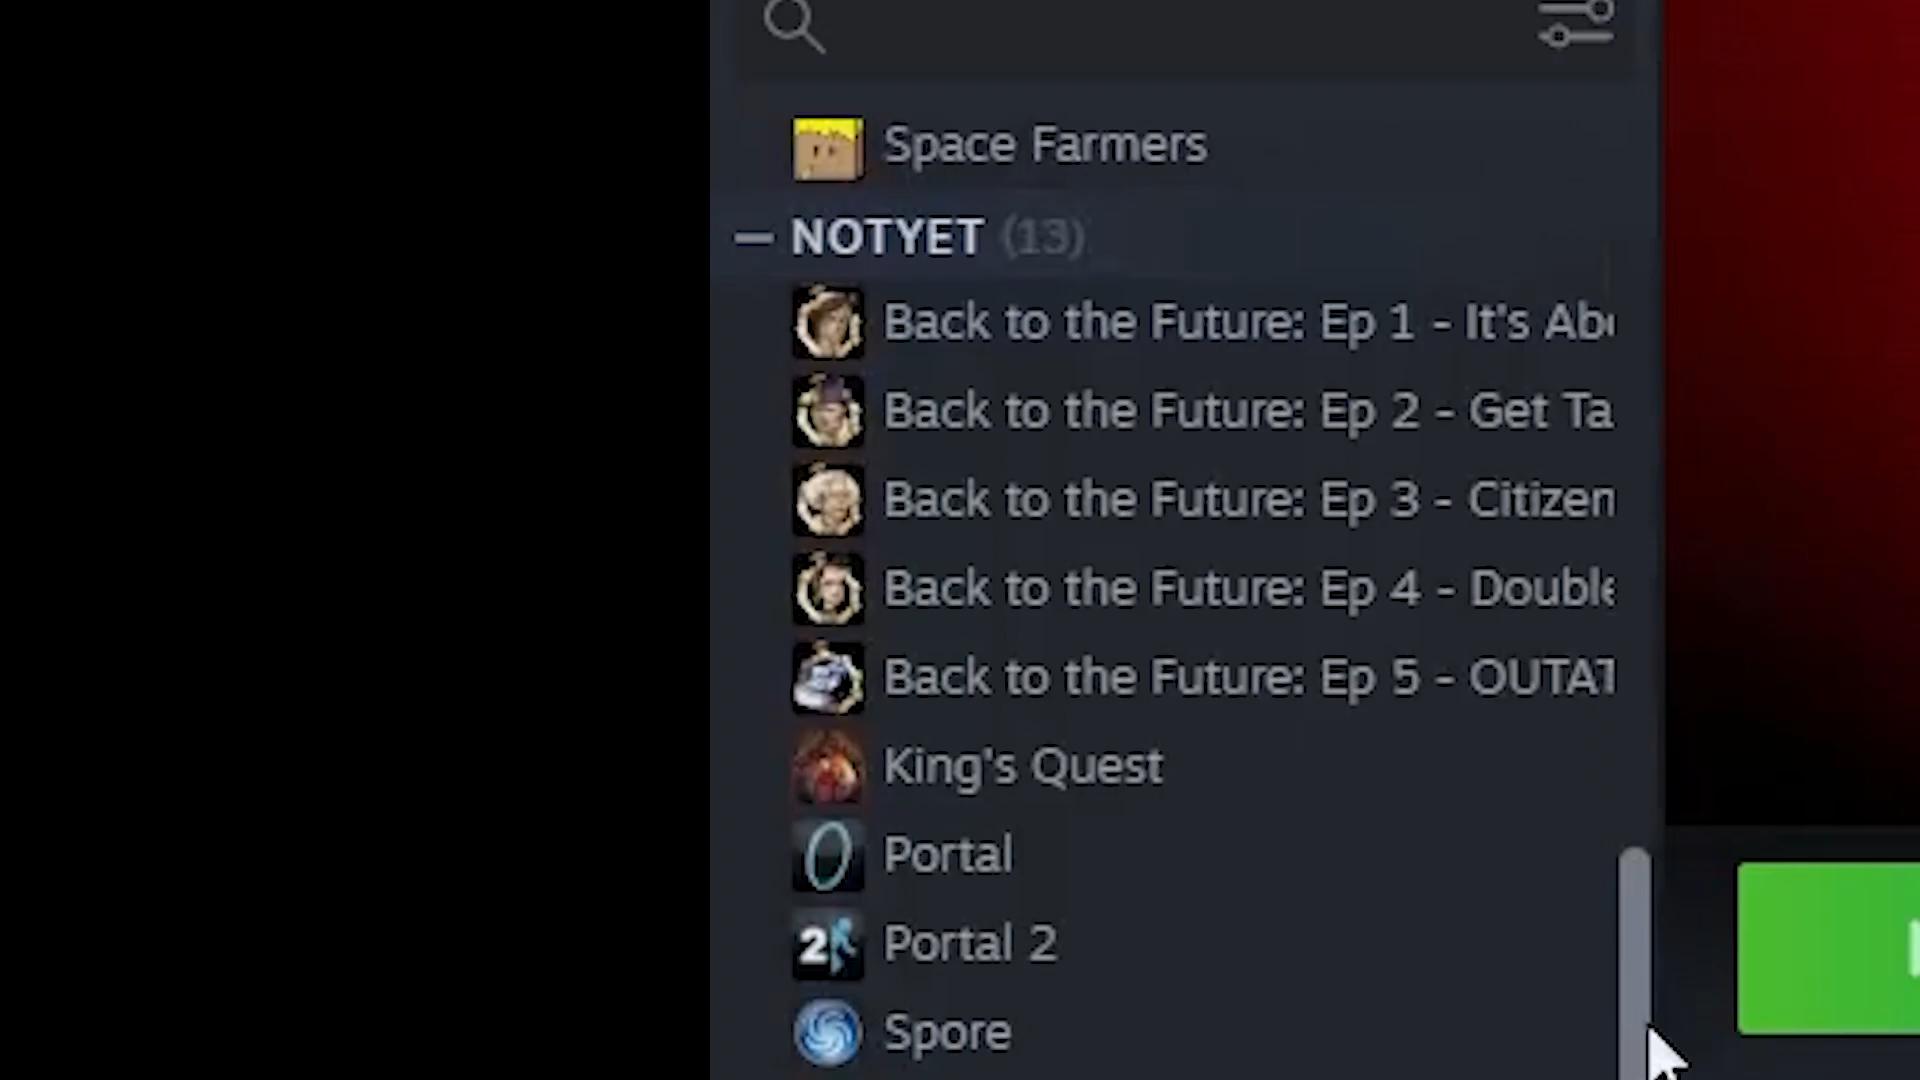 Space Farmers
NOTYET (13)
Back to the Future: Ep 1 - It's Ab
Back to the Future: Ep 2 - Get Ta
Back to the Future: Ep 3 - Citizen
Back to the Future: Ep 4 - Double
Back to the Future: Ep 5 - OUTAT
King's Quest
Portal
2
Portal 2
Spore